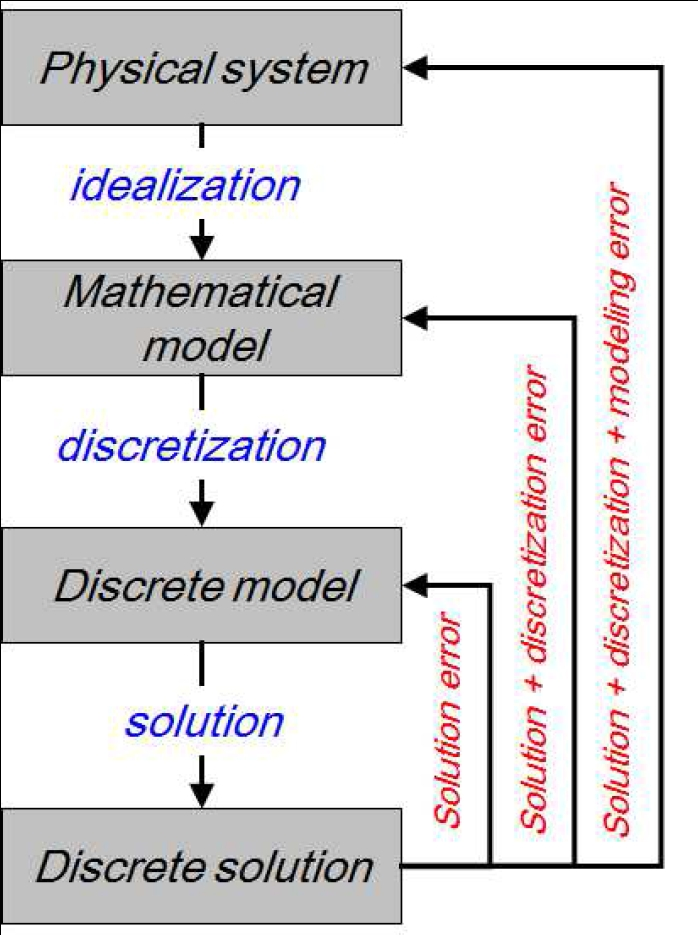 Physical system
idealization
Mathematical
model
discretization
Discrete model
solution
Discrete solution
Solution error
Solution + discretization error
Solution + discretization + modeling error